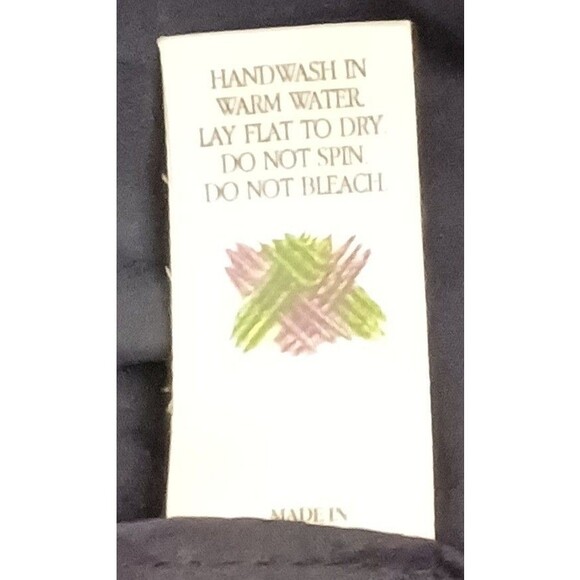 HANDWASH IN
WARM WATER.
LAY FLAT TO DRY.
DO NOT SPIN.
DO NOT BLEACH.
MADE IN